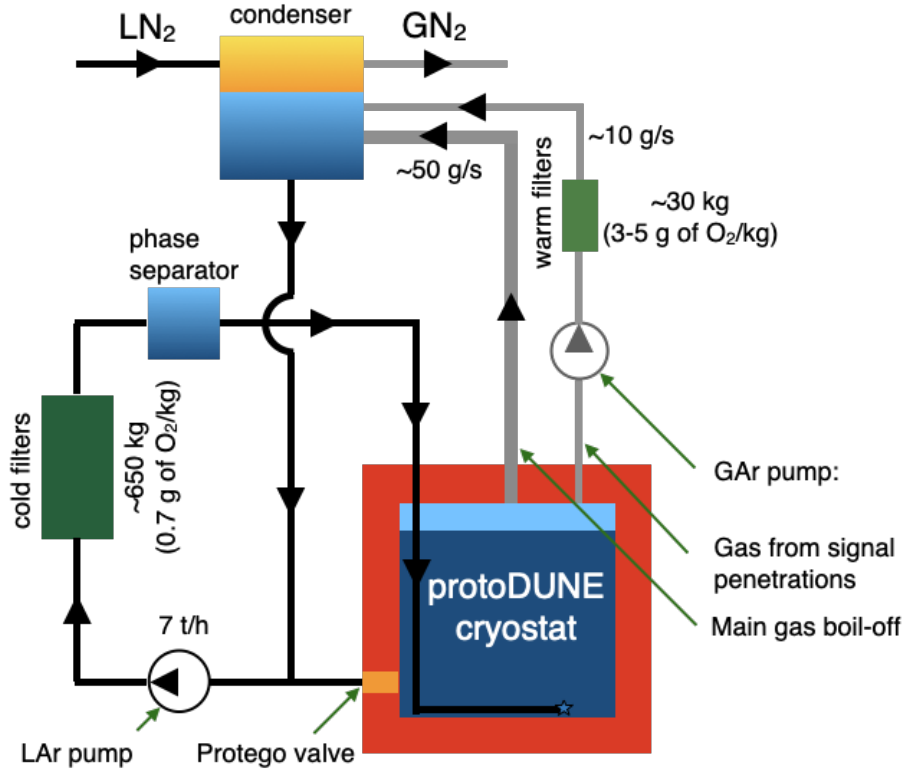 condenser
LN₂
GN₂
~10 g/s
~50 g/s
warm filters
~30 kg
(3-5 g of O₂/kg)
phase
separator
cold filters
~650 kg
(0.7 g of O₂/kg)
GAr pump:
Gas from signal
penetrations
Main gas boil-off
protoDUNE
cryostat
7 t/h
LAr pump
Protego valve